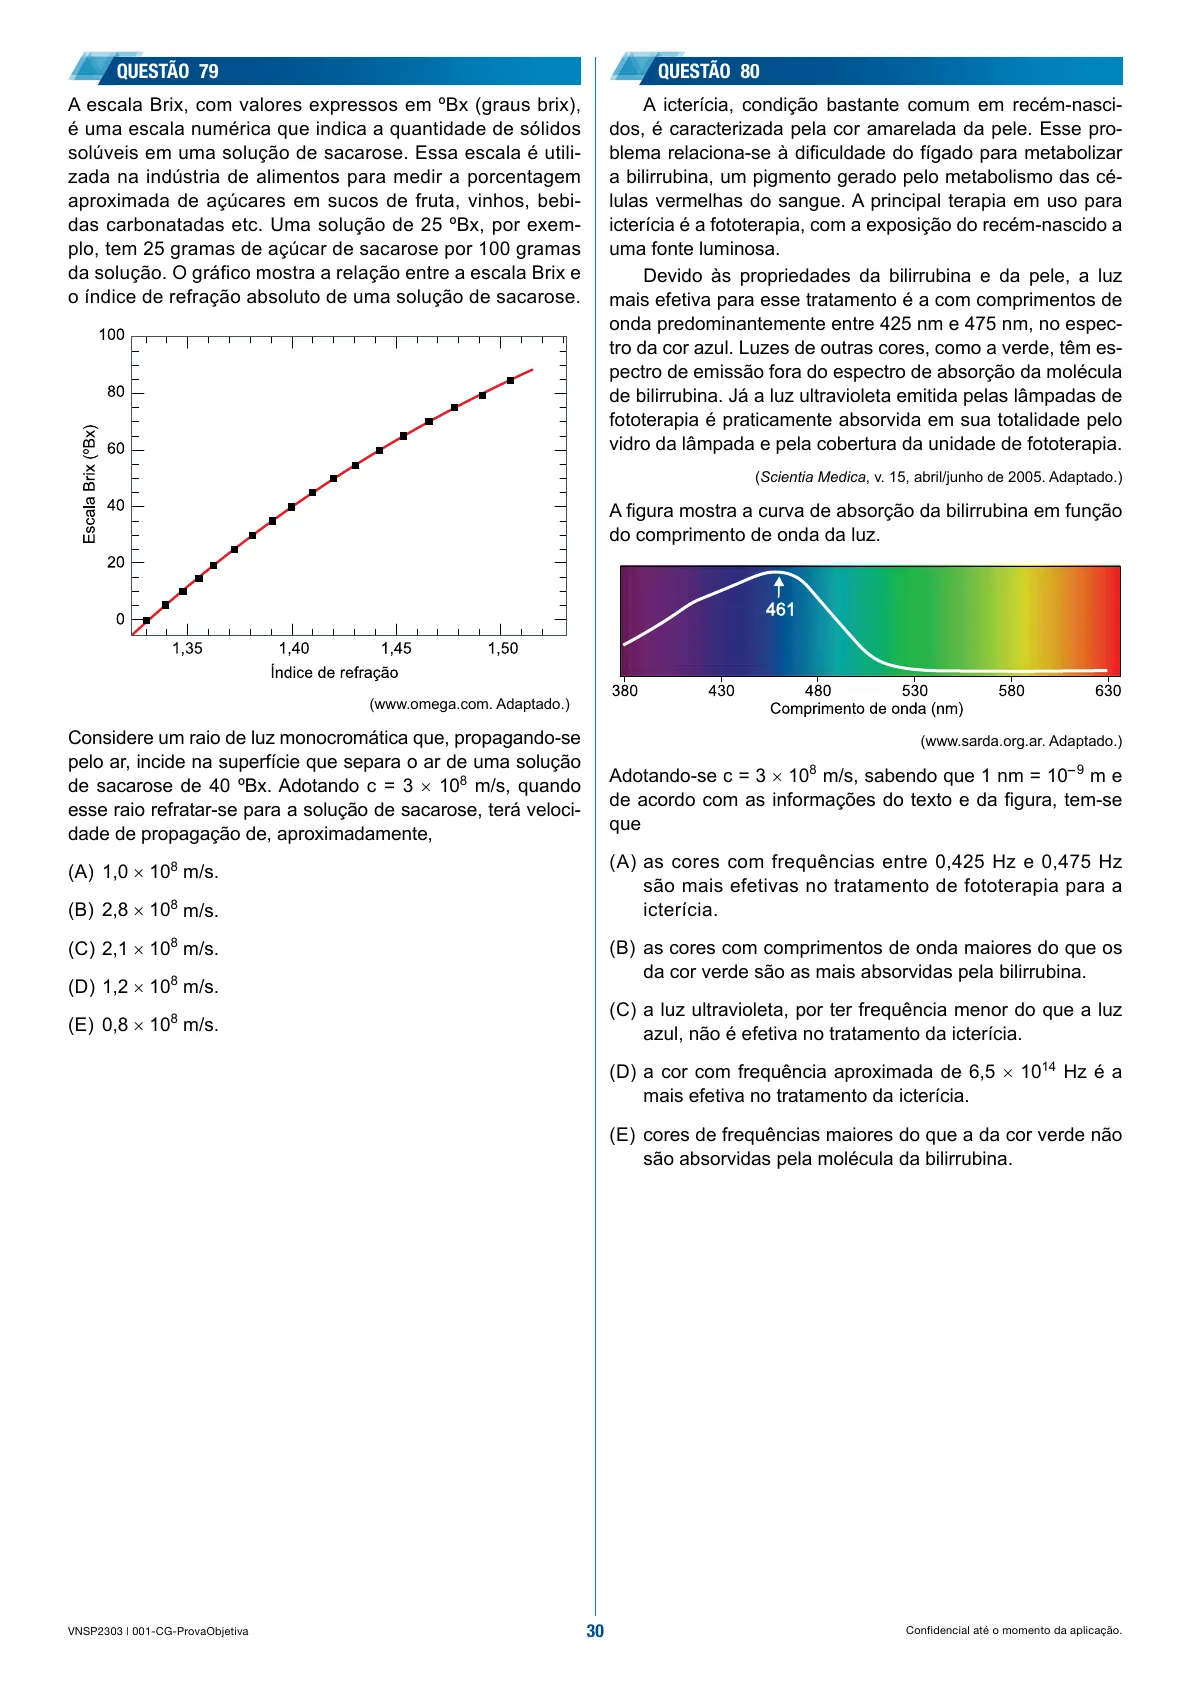 QUESTÃO 79
A escala Brix, com valores expressos em ºBx (graus brix),
é uma escala numérica que indica a quantidade de sólidos
solúveis em uma solução de sacarose. Essa escala é utili-
zada na indústria de alimentos para medir a porcentagem
aproximada de açúcares em sucos de fruta, vinhos, bebi-
das carbonatadas etc. Uma solução de 25 ºBx, por exem-
plo, tem 25 gramas de açúcar de sacarose por 100 gramas
da solução. O gráfico mostra a relação entre a escala Brix e
o índice de refração absoluto de uma solução de sacarose.
100
80
60
40
20
0
Escala Brix (ºBx)
1,35 1,40 1,45 1,50
Índice de refração
(www.omega.com. Adaptado.)
Considere um raio de luz monocromática que, propagando-se
pelo ar, incide na superfície que separa o ar de uma solução
de sacarose de 40 ºBx. Adotando c = 3 × 10⁸ m/s, quando
esse raio refratar-se para a solução de sacarose, terá veloci-
dade de propagação de, aproximadamente,
(A) 1,0 × 10⁸ m/s.
(B) 2,8 × 10⁸ m/s.
(C) 2,1 × 10⁸ m/s.
(D) 1,2 × 10⁸ m/s.
(E) 0,8 × 10⁸ m/s.
QUESTÃO 80
A icterícia, condição bastante comum em recém-nasci-
dos, é caracterizada pela cor amarelada da pele. Esse pro-
blema relaciona-se à dificuldade do fígado para metabolizar
a bilirrubina, um pigmento gerado pelo metabolismo das cé-
lulas vermelhas do sangue. A principal terapia em uso para
icterícia é a fototerapia, com a exposição do recém-nascido a
uma fonte luminosa.
Devido às propriedades da bilirrubina e da pele, a luz
mais efetiva para esse tratamento é a com comprimentos de
onda predominantemente entre 425 nm e 475 nm, no espec-
tro da cor azul. Luzes de outras cores, como a verde, têm es-
pectro de emissão fora do espectro de absorção da molécula
de bilirrubina. Já a luz ultravioleta emitida pelas lâmpadas de
fototerapia é praticamente absorvida em sua totalidade pelo
vidro da lâmpada e pela cobertura da unidade de fototerapia.
(Scientia Medica, v. 15, abril/junho de 2005. Adaptado.)
A figura mostra a curva de absorção da bilirrubina em função
do comprimento de onda da luz.
461
380 430 480 530 580 630
Comprimento de onda (nm)
(www.sarda.org.ar. Adaptado.)
Adotando-se c = 3 × 10⁸ m/s, sabendo que 1 nm = 10⁻⁹ m e
de acordo com as informações do texto e da figura, tem-se
que
(A) as cores com frequências entre 0,425 Hz e 0,475 Hz
são mais efetivas no tratamento de fototerapia para a
icterícia.
(B) as cores com comprimentos de onda maiores do que os
da cor verde são as mais absorvidas pela bilirrubina.
(C) a luz ultravioleta, por ter frequência menor do que a luz
azul, não é efetiva no tratamento da icterícia.
(D) a cor com frequência aproximada de 6,5 × 10¹⁴ Hz é a
mais efetiva no tratamento da icterícia.
(E) cores de frequências maiores do que a da cor verde não
são absorvidas pela molécula da bilirrubina.
VNSP2303 | 001-CG-ProvaObjetiva
30
Confidencial até o momento da aplicação.